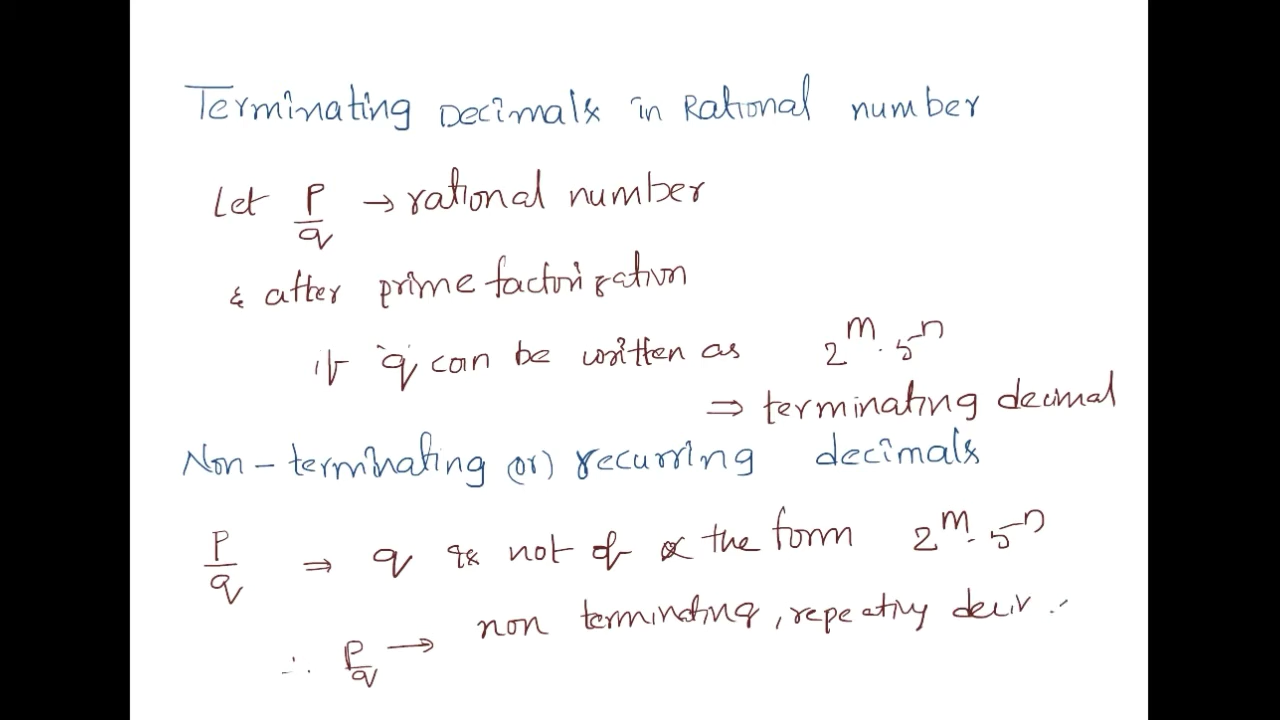 Terminating Decimals in Rational number
Let p/q → rational number
& after prime factorization
if 'q' can be written as 2^m · 5^n
⇒ terminating decimal
Non-terminating (or) recurring decimals
p/q ⇒ q is not of the form 2^m · 5^n
∴ p/q → non terminating, repeating